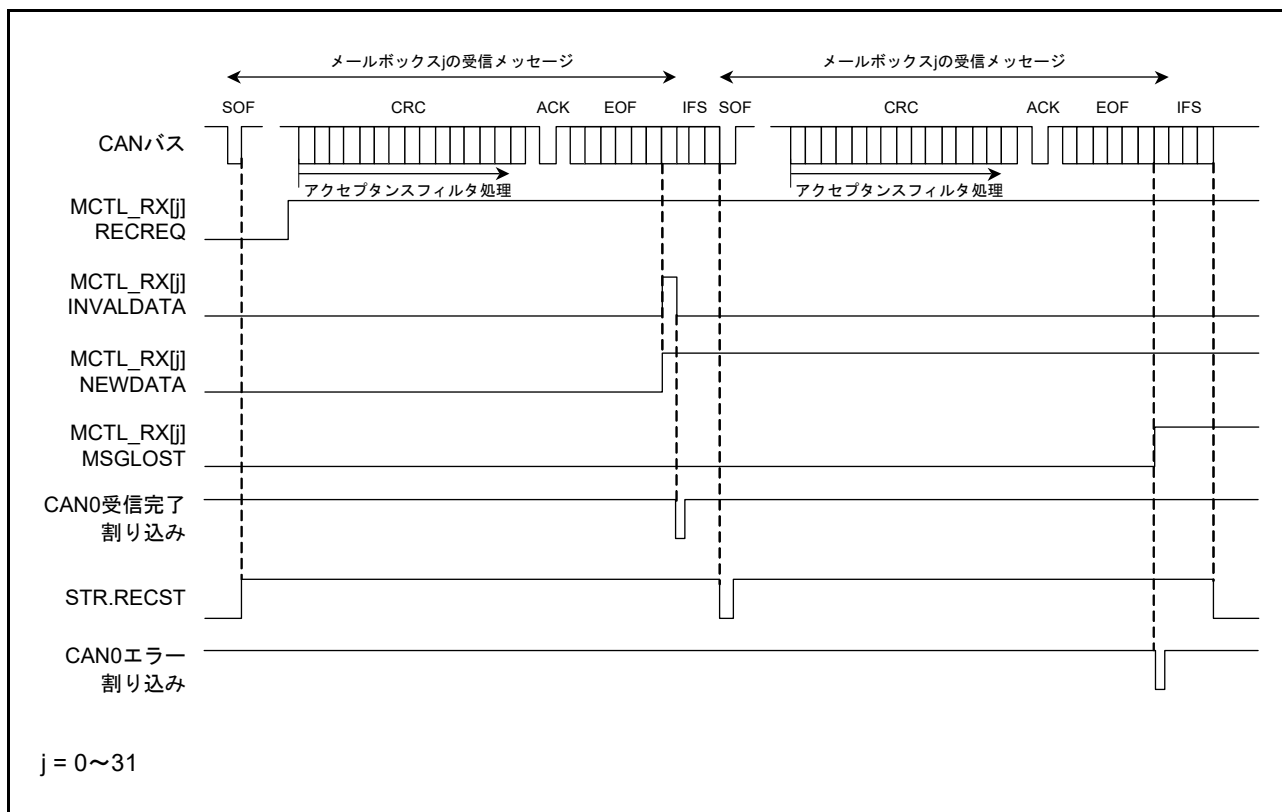 メールボックスjの受信メッセージ メールボックスjの受信メッセージ
SOF CRC ACK EOF IFS SOF CRC ACK EOF IFS
CANバス
アクセプタンスフィルタ処理 アクセプタンスフィルタ処理
MCTL_RX[j]
RECREQ
MCTL_RX[j]
INVALDATA
MCTL_RX[j]
NEWDATA
MCTL_RX[j]
MSGLOST
CAN0受信完了
割り込み
STR.RECST
CAN0エラー
割り込み
j = 0～31